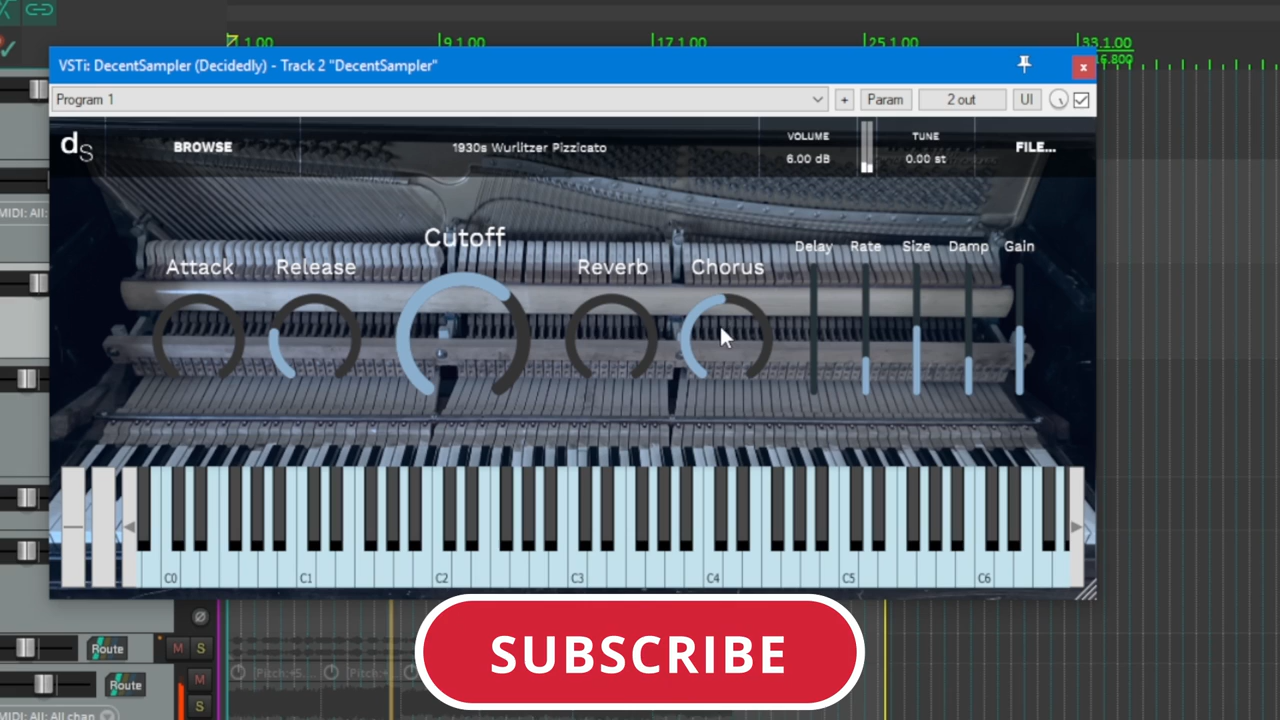 1.00
9.1.00
17.1.00
25.1.00
33.1.00
VSTi: DecentSampler (Decidedly) - Track 2 "DecentSampler"
x
Program 1
+
Param
2 out
UI
dS
BROWSE
1930s Wurlitzer Pizzicato
VOLUME
6.00 dB
TUNE
0.00 st
FILE...
Attack
Release
Cutoff
Reverb
Chorus
Delay
Rate
Size
Damp
Gain
MIDI: All:
C0
C1
C2
C3
C4
C5
C6
Route
M
S
Route
M
S
MIDI: All: All chan
SUBSCRIBE